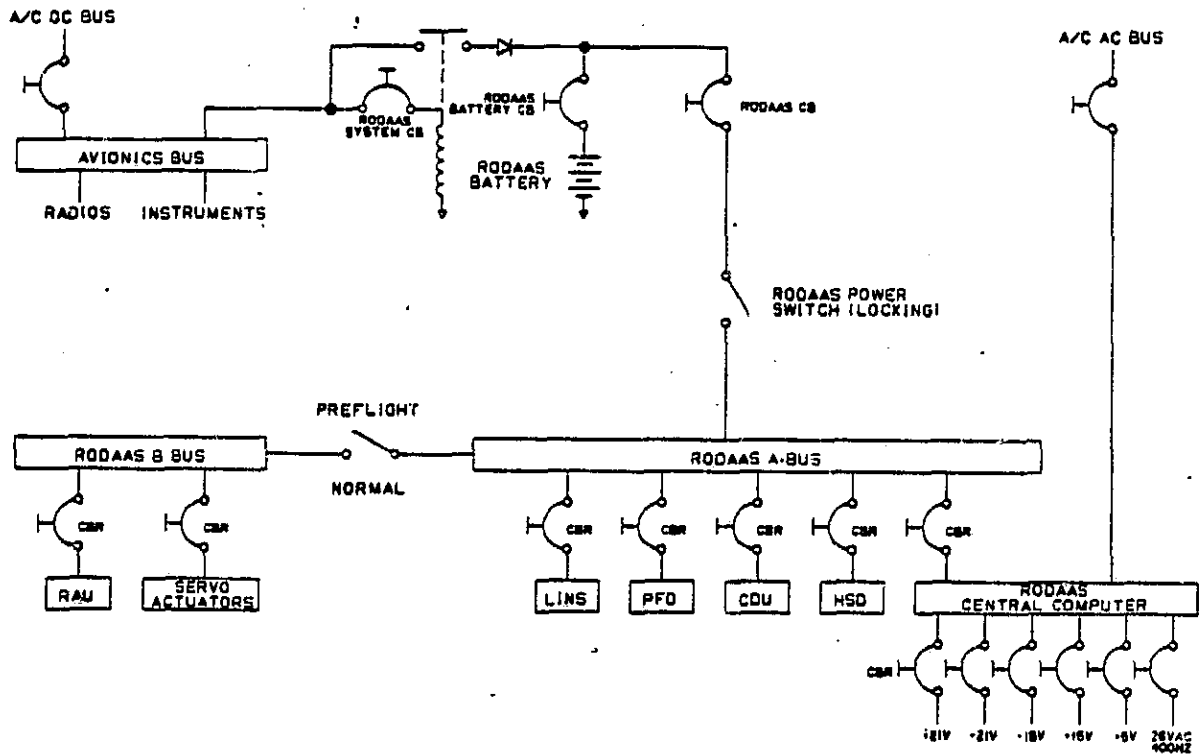 A/C DC BUS
A/C AC BUS
RODAAS
SYSTEM CB
RODAAS
BATTERY CB
RODAAS CB
AVIONICS BUS
RODAAS
BATTERY
RADIOS
INSTRUMENTS
RODAAS POWER
SWITCH (LOCKING)
PREFLIGHT
NORMAL
RODAAS B BUS
RODAAS A-BUS
CBR
CBR
CBR
CBR
CBR
CBR
CBR
RAU
SERVO
ACTUATORS
LINS
PFD
CDU
HSD
RODAAS
CENTRAL COMPUTER
CBR
+21V
-15V
+15V
+5V
26VAC
400HZ